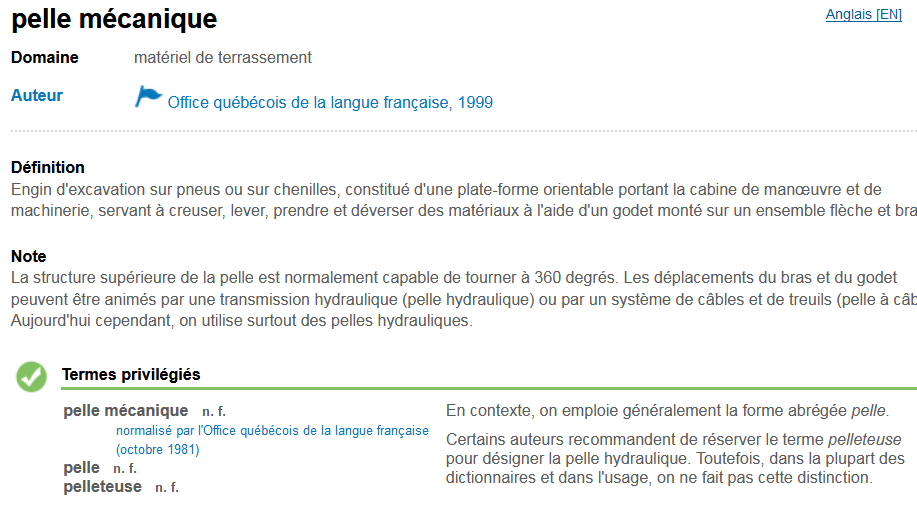 pelle mécanique
Anglais [EN]
Domaine matériel de terrassement
Auteur Office québécois de la langue française, 1999
Définition
Engin d'excavation sur pneus ou sur chenilles, constitué d'une plate-forme orientable portant la cabine de manœuvre et de
machinerie, servant à creuser, lever, prendre et déverser des matériaux à l'aide d'un godet monté sur un ensemble flèche et bra
Note
La structure supérieure de la pelle est normalement capable de tourner à 360 degrés. Les déplacements du bras et du godet
peuvent être animés par une transmission hydraulique (pelle hydraulique) ou par un système de câbles et de treuils (pelle à câb
Aujourd'hui cependant, on utilise surtout des pelles hydrauliques.
Termes privilégiés
pelle mécanique n. f.
normalisé par l'Office québécois de la langue française
(octobre 1981)
pelle n. f.
pelleteuse n. f.
En contexte, on emploie généralement la forme abrégée pelle.
Certains auteurs recommandent de réserver le terme pelleteuse
pour désigner la pelle hydraulique. Toutefois, dans la plupart des
dictionnaires et dans l'usage, on ne fait pas cette distinction.